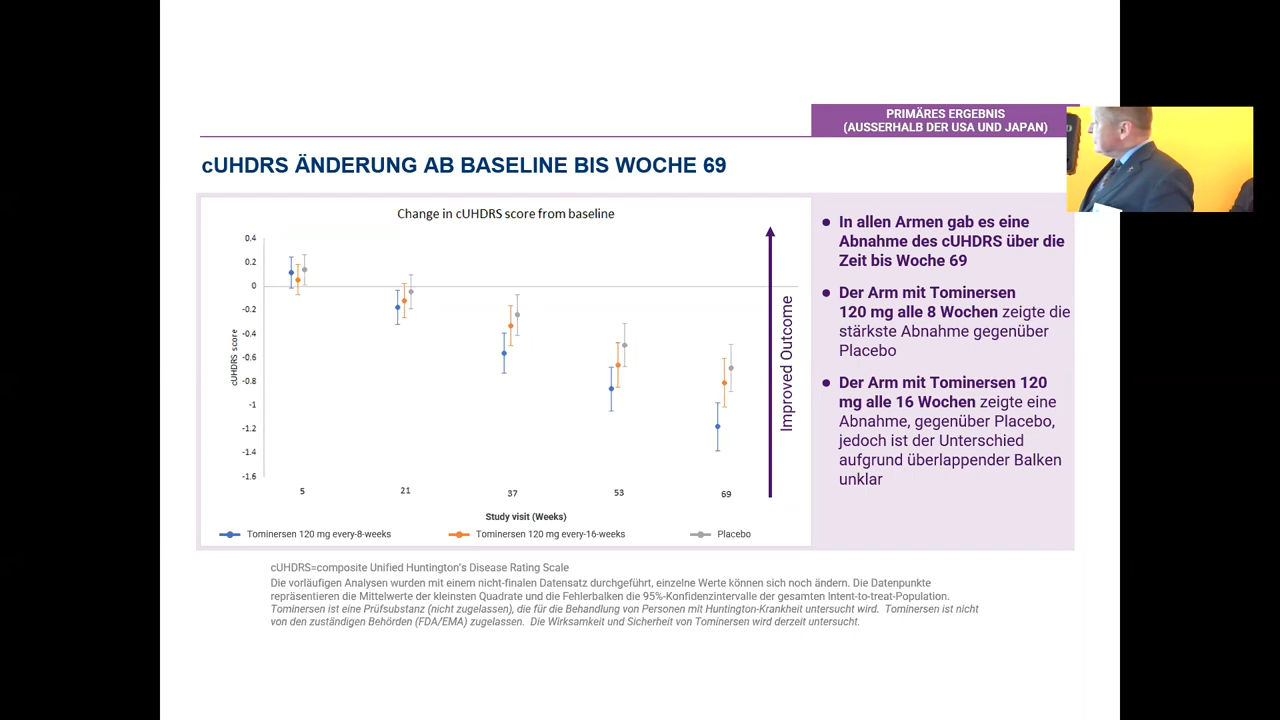 PRIMÄRES ERGEBNIS
(AUSSERHALB DER USA UND JAPAN)
cUHDRS ÄNDERUNG AB BASELINE BIS WOCHE 69
Change in cUHDRS score from baseline
0.4
0.2
0
-0.2
-0.4
-0.6
-0.8
-1
-1.2
-1.4
-1.6
cUHDRS score
5 21 37 53 69
Study visit (Weeks)
Tominersen 120 mg every-8-weeks Tominersen 120 mg every-16-weeks Placebo
Improved Outcome
● In allen Armen gab es eine
Abnahme des cUHDRS über die
Zeit bis Woche 69
● Der Arm mit Tominersen
120 mg alle 8 Wochen zeigte die
stärkste Abnahme gegenüber
Placebo
● Der Arm mit Tominersen 120
mg alle 16 Wochen zeigte eine
Abnahme, gegenüber Placebo,
jedoch ist der Unterschied
aufgrund überlappender Balken
unklar
cUHDRS=composite Unified Huntington's Disease Rating Scale
Die vorläufigen Analysen wurden mit einem nicht-finalen Datensatz durchgeführt, einzelne Werte können sich noch ändern. Die Datenpunkte
repräsentieren die Mittelwerte der kleinsten Quadrate und die Fehlerbalken die 95%-Konfidenzintervalle der gesamten Intent-to-treat-Population.
Tominersen ist eine Prüfsubstanz (nicht zugelassen), die für die Behandlung von Personen mit Huntington-Krankheit untersucht wird. Tominersen ist nicht
von den zuständigen Behörden (FDA/EMA) zugelassen. Die Wirksamkeit und Sicherheit von Tominersen wird derzeit untersucht.